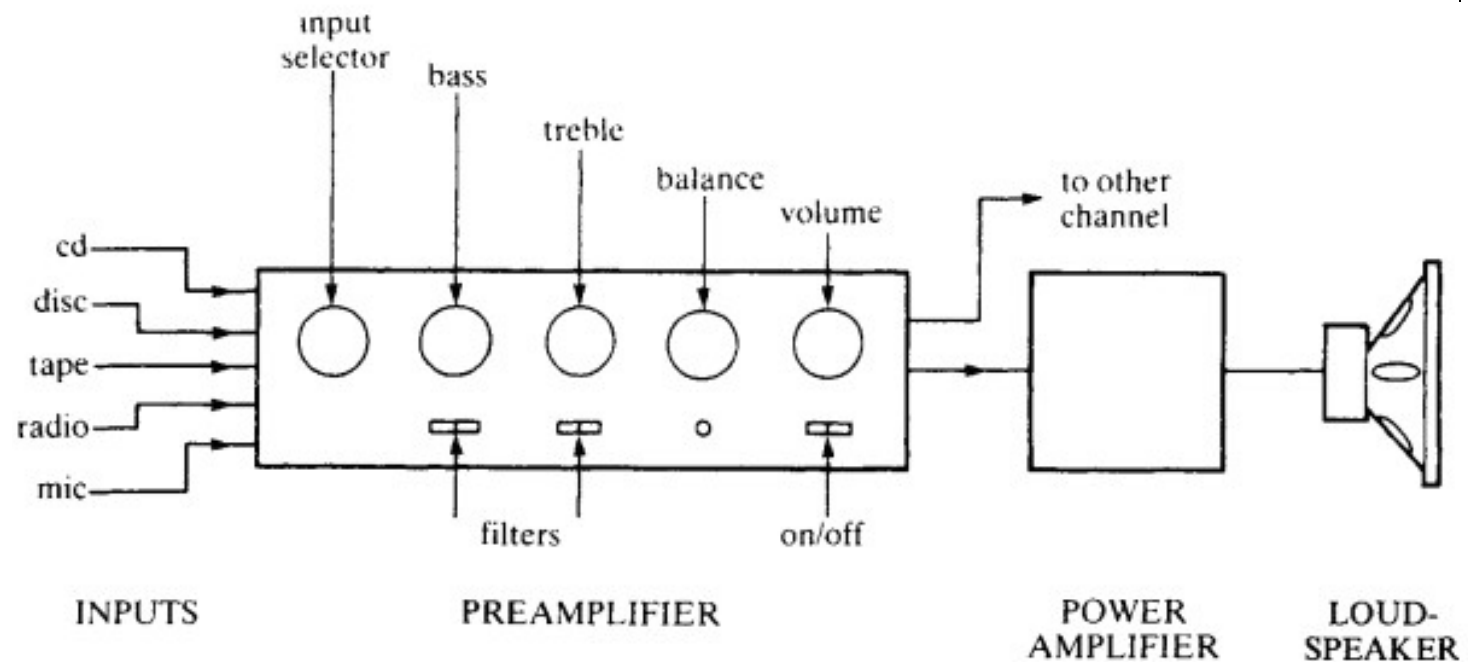 input
selector
bass
treble
balance
volume
to other
channel
cd
disc
tape
radio
mic
filters
on/off
INPUTS
PREAMPLIFIER
POWER
AMPLIFIER
LOUD-
SPEAKER